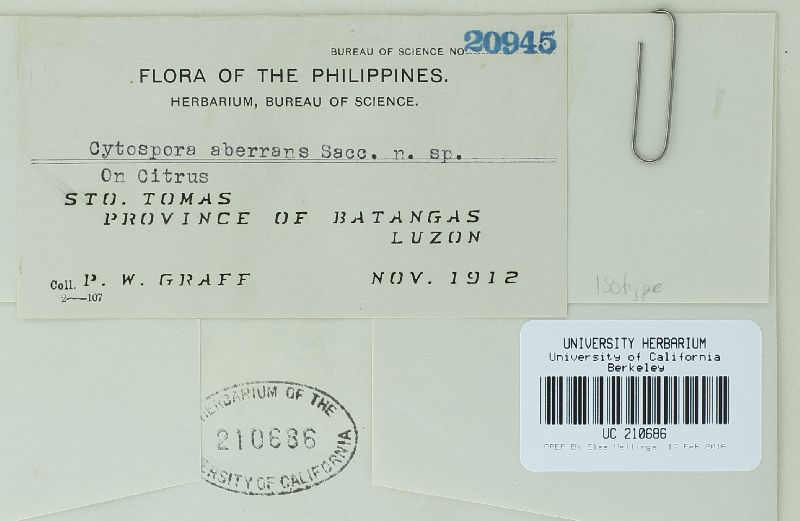 BUREAU OF SCIENCE NO. 20945
FLORA OF THE PHILIPPINES.
HERBARIUM, BUREAU OF SCIENCE.
Cytospora aberrans Sacc. n. sp.
On Citrus
STO. TOMAS
PROVINCE OF BATANGAS
LUZON
Coll. P. W. GRAFF NOV. 1912
2—107
Isotype
UNIVERSITY HERBARIUM
University of California
Berkeley
UC 210686
PREP By Else Vellinga, 17 Feb 2016
HERBARIUM OF THE
210686
UNIVERSITY OF CALIFORNIA